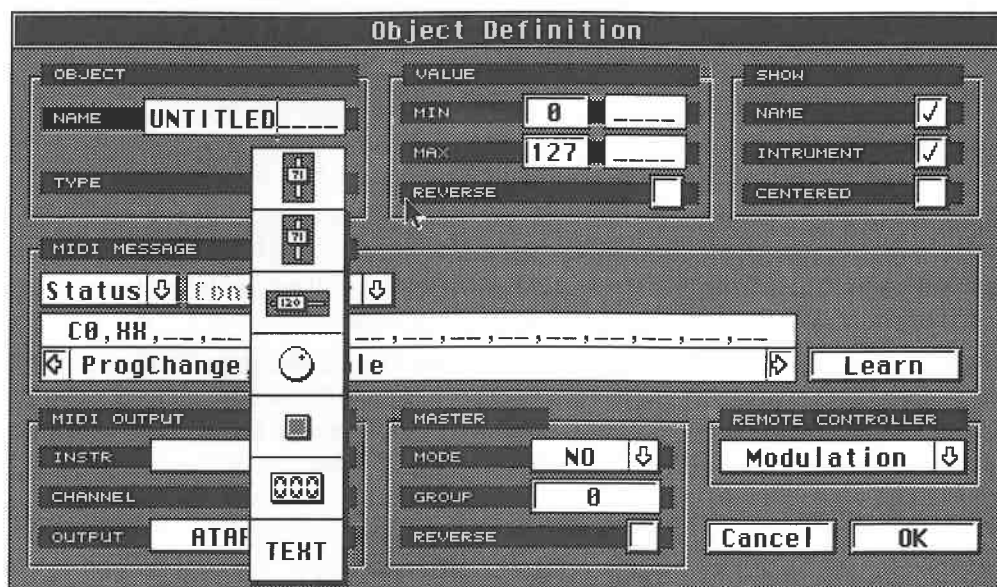 Object Definition
OBJECT
NAME UNTITLED____
TYPE
VALUE
MIN 0 ____
MAX 127 ____
REVERSE
SHOW
NAME
INTRUMENT
CENTERED
71
71
120
000
TEXT
MIDI MESSAGE
Status
C0,XX,__,__ __,__,__,__,__,__,__,__
ProgChange,
Learn
MIDI OUTPUT
INSTR
CHANNEL
OUTPUT
MASTER
MODE NO
GROUP 0
REVERSE
REMOTE CONTROLLER
Modulation
Cancel
OK